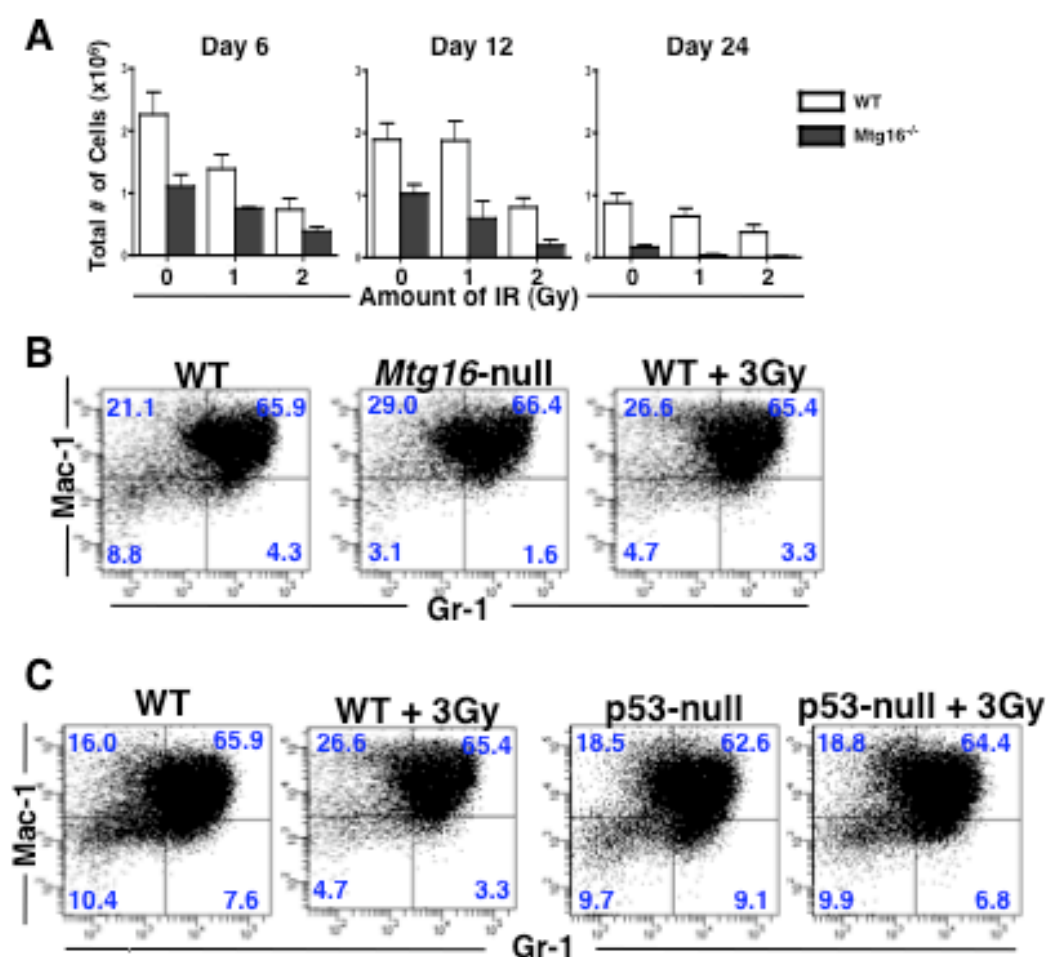 A
Day 6
Day 12
Day 24
Total # of Cells (x10⁶)
3
2
1
0
3
2
1
0
3
2
1
0
WT
Mtg16-/-
0 1 2
0 1 2
0 1 2
Amount of IR (Gy)
B
WT
Mtg16-null
WT + 3Gy
Mac-1
21.1 65.9
8.8 4.3
29.0 66.4
3.1 1.6
26.6 65.4
4.7 3.3
Gr-1
C
WT
WT + 3Gy
p53-null
p53-null + 3Gy
Mac-1
16.0 65.9
10.4 7.6
26.6 65.4
4.7 3.3
18.5 62.6
9.7 9.1
18.8 64.4
9.9 6.8
Gr-1